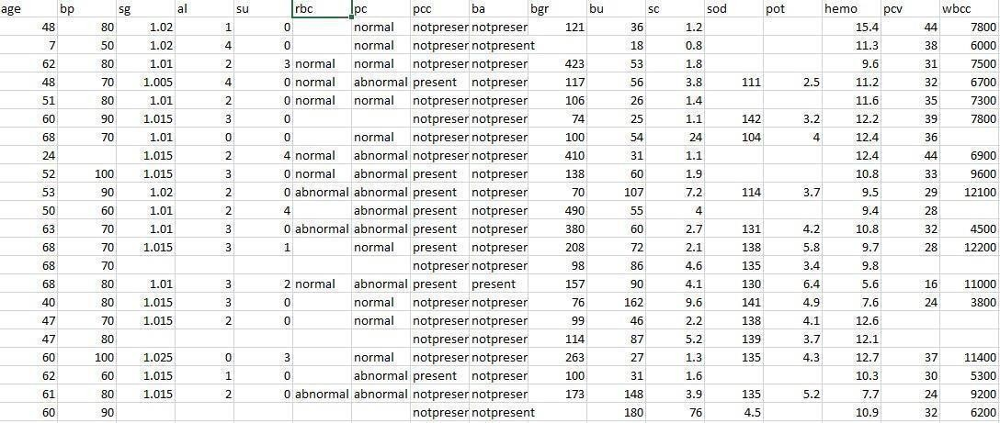 age bp sg al su rbc pc pcc ba bgr bu sc sod pot hemo pcv wbcc
48 80 1.02 1 0 normal notpreser notpreser 121 36 1.2 15.4 44 7800
7 50 1.02 4 0 normal notpreser notpresent 18 0.8 11.3 38 6000
62 80 1.01 2 3 normal normal notpreser notpreser 423 53 1.8 9.6 31 7500
48 70 1.005 4 0 normal abnormal present notpreser 117 56 3.8 111 2.5 11.2 32 6700
51 80 1.01 2 0 normal normal notpreser notpreser 106 26 1.4 11.6 35 7300
60 90 1.015 3 0 notpreser notpreser 74 25 1.1 142 3.2 12.2 39 7800
68 70 1.01 0 0 normal notpreser notpreser 100 54 24 104 4 12.4 36
24 1.015 2 4 normal abnormal notpreser notpreser 410 31 1.1 12.4 44 6900
52 100 1.015 3 0 normal abnormal present notpreser 138 60 1.9 10.8 33 9600
53 90 1.02 2 0 abnormal abnormal present notpreser 70 107 7.2 114 3.7 9.5 29 12100
50 60 1.01 2 4 abnormal present notpreser 490 55 4 9.4 28
63 70 1.01 3 0 abnormal abnormal present notpreser 380 60 2.7 131 4.2 10.8 32 4500
68 70 1.015 3 1 normal present notpreser 208 72 2.1 138 5.8 9.7 28 12200
68 70 notpreser notpreser 98 86 4.6 135 3.4 9.8
68 80 1.01 3 2 normal abnormal present present 157 90 4.1 130 6.4 5.6 16 11000
40 80 1.015 3 0 normal notpreser notpreser 76 162 9.6 141 4.9 7.6 24 3800
47 70 1.015 2 0 normal notpreser notpreser 99 46 2.2 138 4.1 12.6
47 80 notpreser notpreser 114 87 5.2 139 3.7 12.1
60 100 1.025 0 3 normal notpreser notpreser 263 27 1.3 135 4.3 12.7 37 11400
62 60 1.015 1 0 abnormal present notpreser 100 31 1.6 10.3 30 5300
61 80 1.015 2 0 abnormal abnormal notpreser notpreser 173 148 3.9 135 5.2 7.7 24 9200
60 90 notpreser notpresent 180 76 4.5 10.9 32 6200